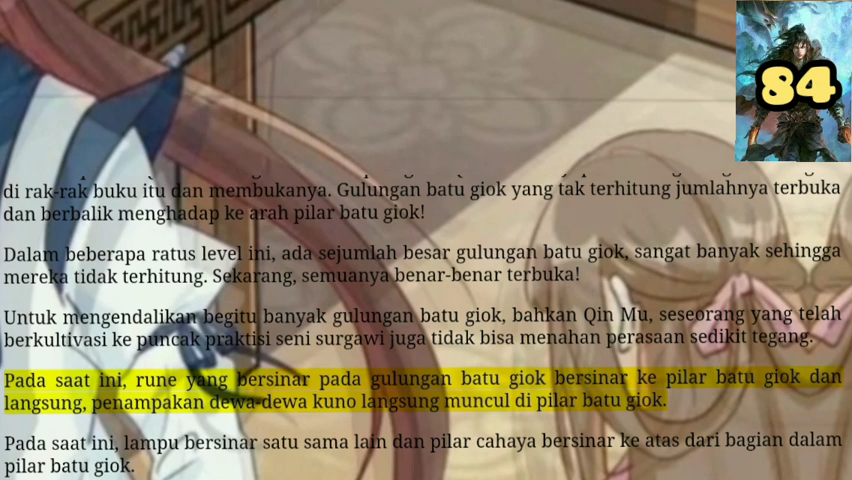 84
di rak-rak buku itu dan membukanya. Gulungan batu giok yang tak terhitung jumlahnya terbuka
dan berbalik menghadap ke arah pilar batu giok!
Dalam beberapa ratus level ini, ada sejumlah besar gulungan batu giok, sangat banyak sehingga
mereka tidak terhitung. Sekarang, semuanya benar-benar terbuka!
Untuk mengendalikan begitu banyak gulungan batu giok, bahkan Qin Mu, seseorang yang telah
berkultivasi ke puncak praktisi seni surgawi juga tidak bisa menahan perasaan sedikit tegang.
Pada saat ini, rune yang bersinar pada gulungan batu giok bersinar ke pilar batu giok dan
langsung, penampakan dewa-dewa kuno langsung muncul di pilar batu giok.
Pada saat ini, lampu bersinar satu sama lain dan pilar cahaya bersinar ke atas dari bagian dalam
pilar batu giok.